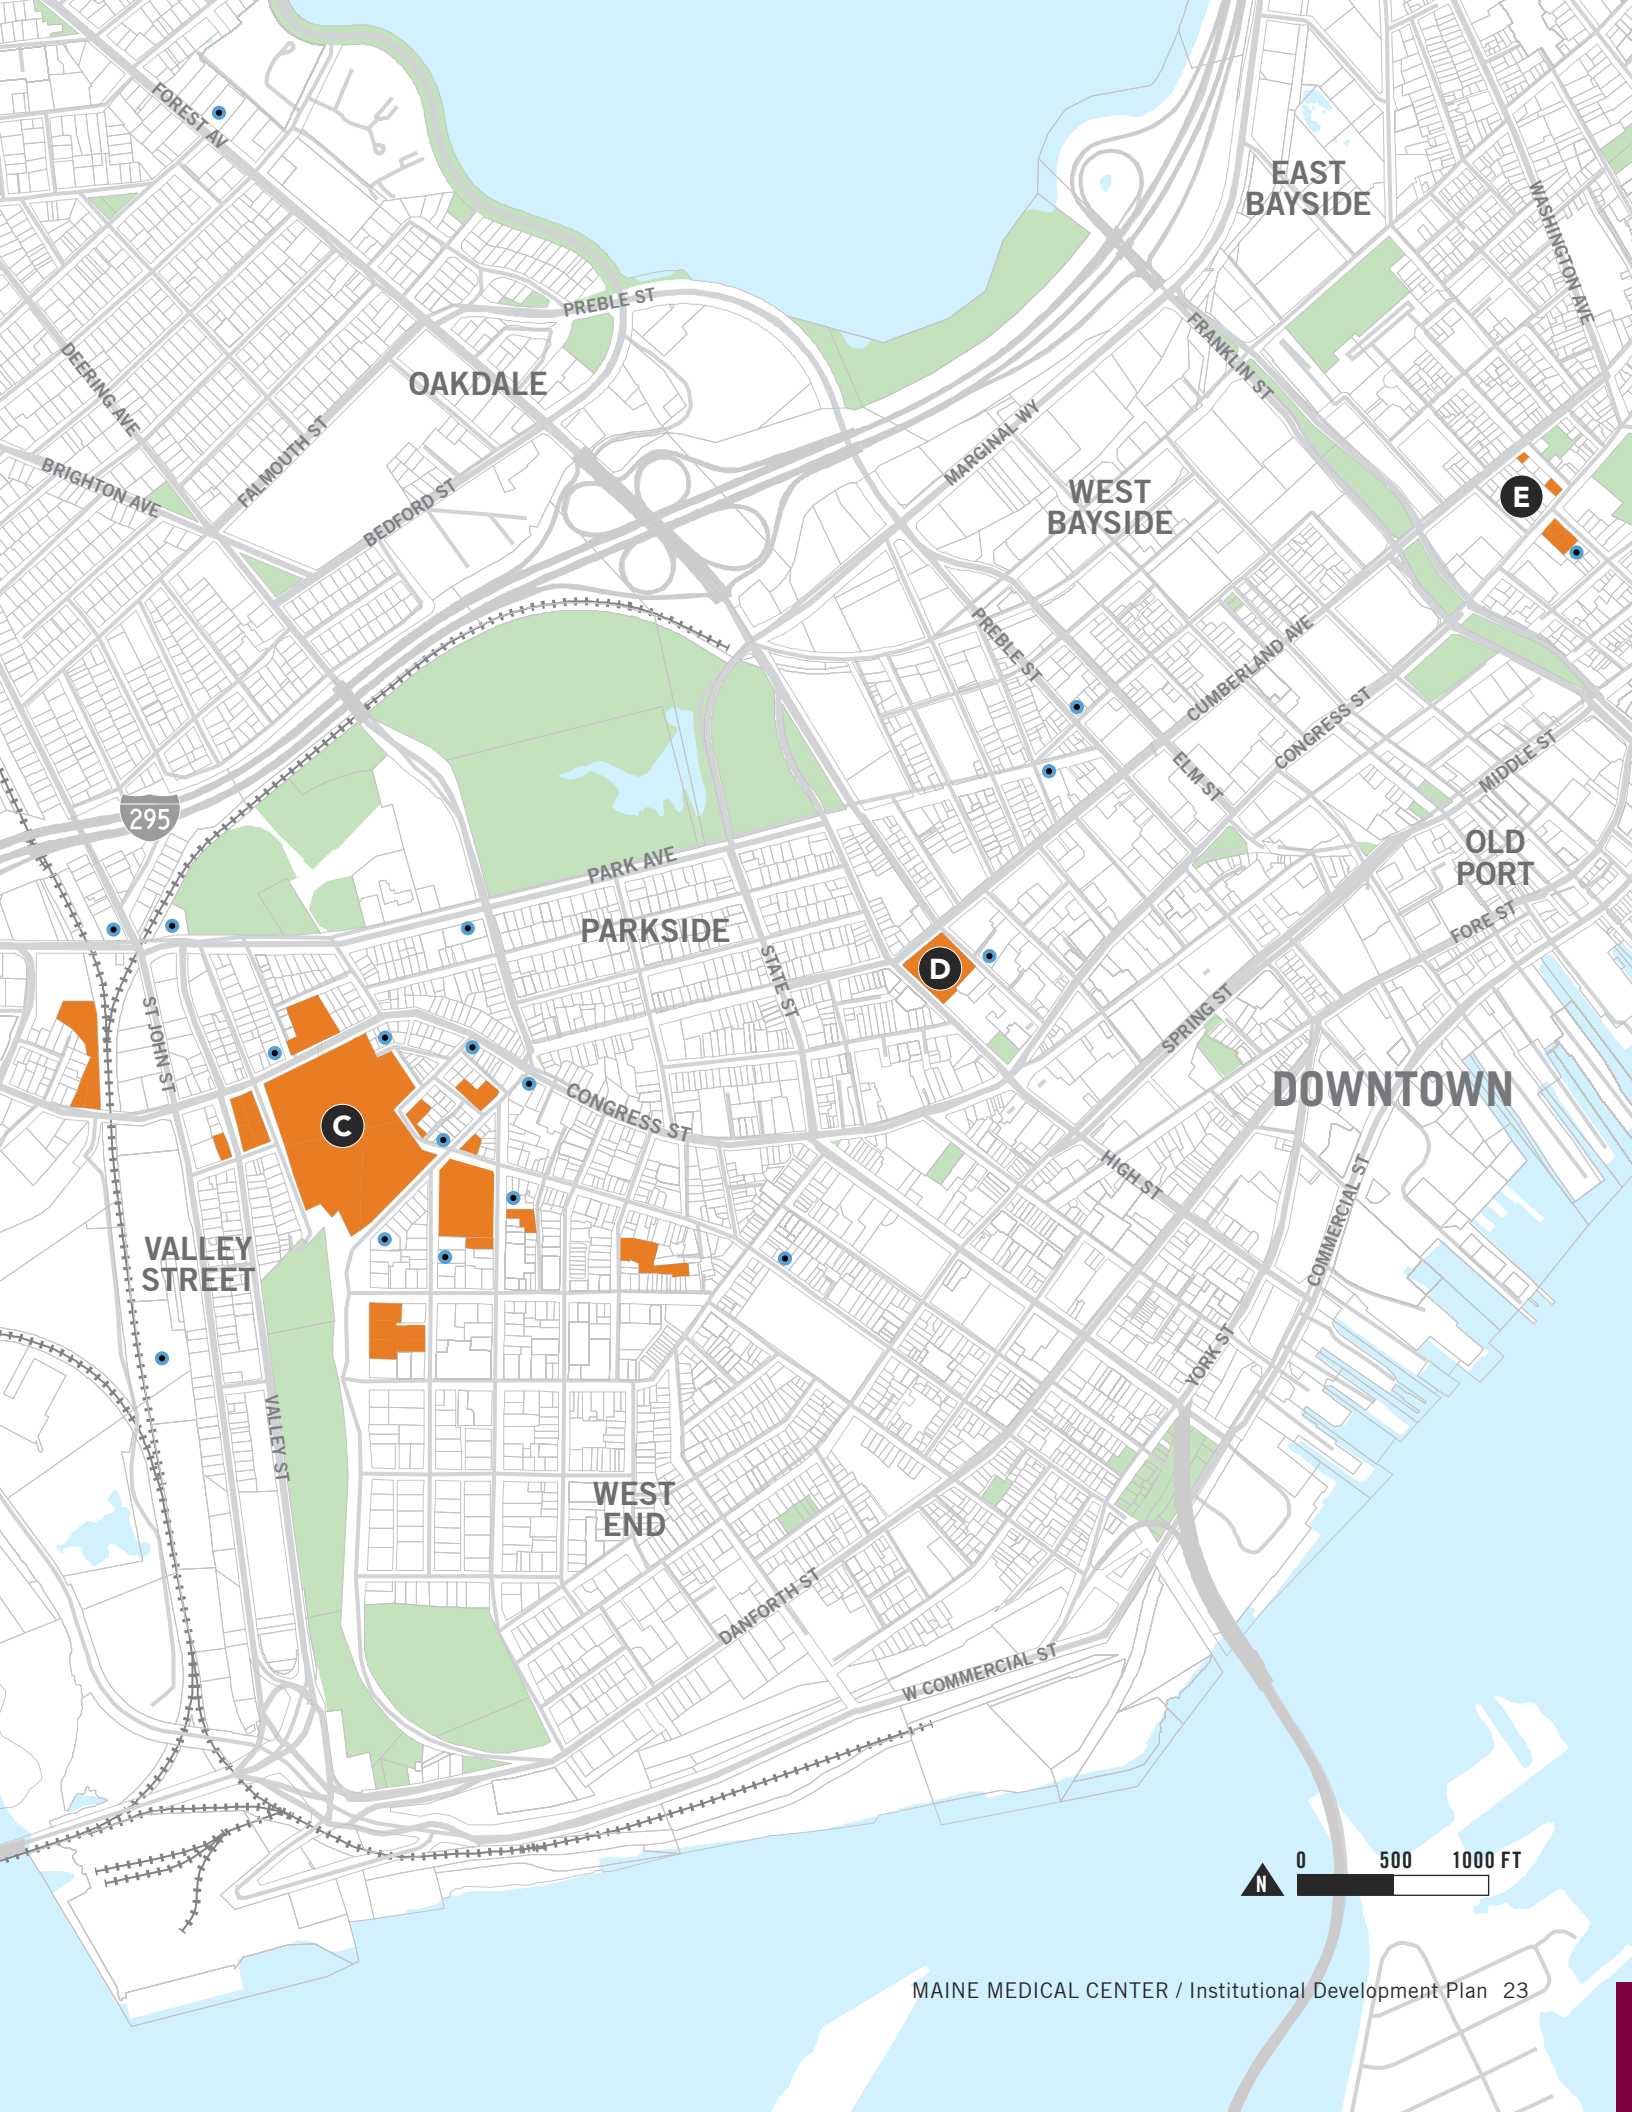 FOREST AV
EAST
BAYSIDE
WASHINGTON AVE
PREBLE ST
FRANKLIN ST
DEERING AVE
OAKDALE
FALMOUTH ST
MARGINAL WY
BRIGHTON AVE
BEDFORD ST
WEST
BAYSIDE
E
PREBLE ST
CUMBERLAND AVE
CONGRESS ST
ELM ST
MIDDLE ST
295
OLD
PORT
PARK AVE
PARKSIDE
FORE ST
STATE ST
D
ST JOHN ST
SPRING ST
C
CONGRESS ST
DOWNTOWN
HIGH ST
COMMERCIAL ST
VALLEY
STREET
YORK ST
VALLEY ST
WEST
END
DANFORTH ST
W COMMERCIAL ST
0 500 1000 FT
N
MAINE MEDICAL CENTER / Institutional Development Plan 23